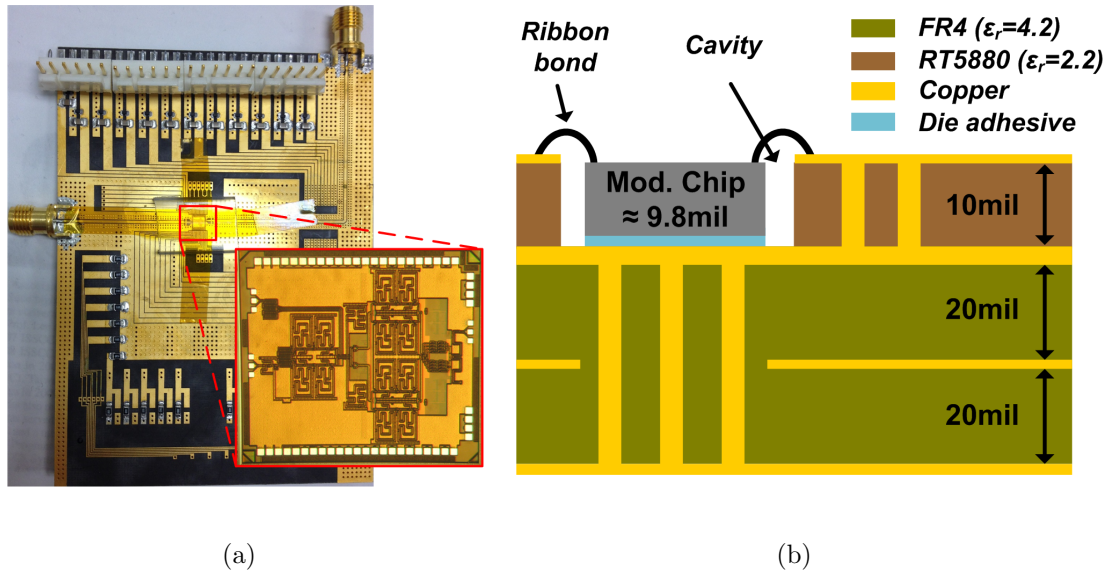 Ribbon
bond
Cavity
FR4 (εr=4.2)
RT5880 (εr=2.2)
Copper
Die adhesive
Mod. Chip
≈ 9.8mil
10mil
20mil
20mil
(a)
(b)